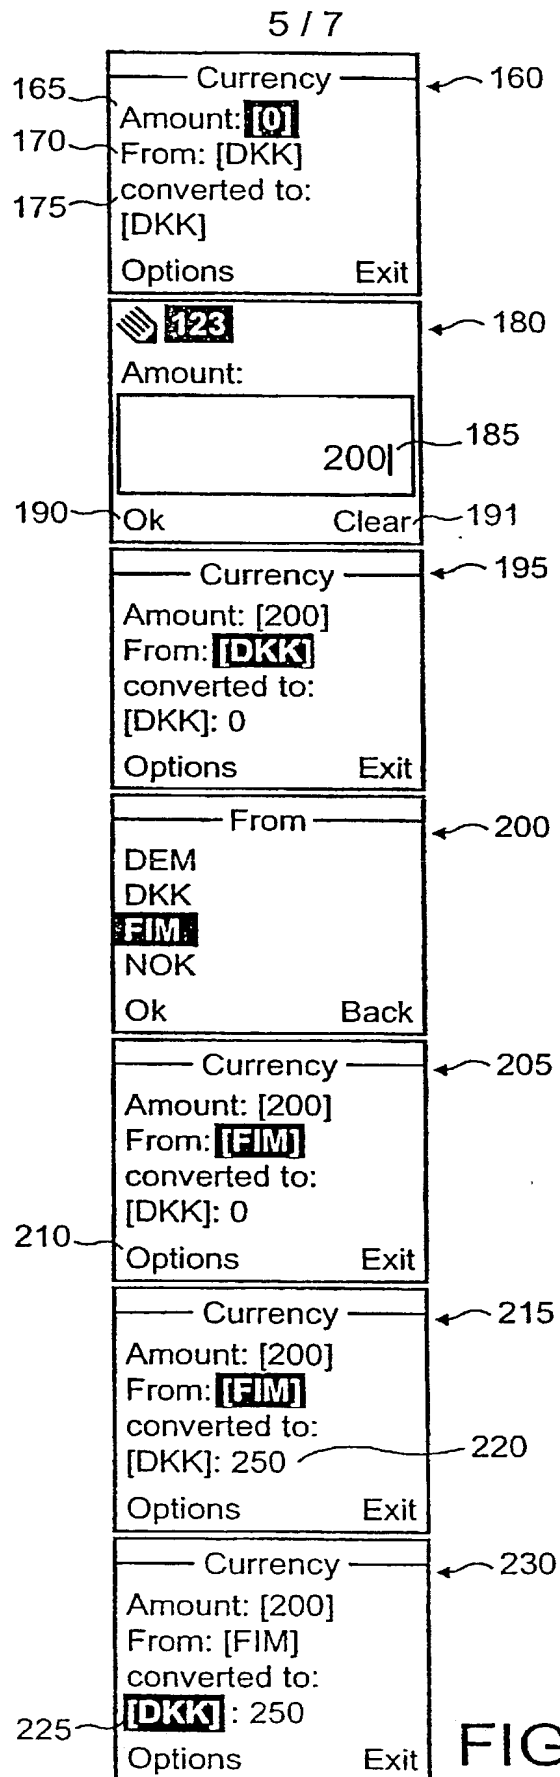 5 / 7
Currency
160
165
Amount: [0]
170
From: [DKK]
175
converted to:
[DKK]
Options Exit
123
180
Amount:
200
185
190
Ok Clear
191
Currency
195
Amount: [200]
From: [DKK]
converted to:
[DKK]: 0
Options Exit
From
200
DEM
DKK
FIM
NOK
Ok Back
Currency
205
Amount: [200]
From: [FIM]
converted to:
[DKK]: 0
210
Options Exit
Currency
215
Amount: [200]
From: [FIM]
converted to:
[DKK]: 250
220
Options Exit
Currency
230
Amount: [200]
From: [FIM]
converted to:
225
[DKK] : 250
Options Exit
FIG